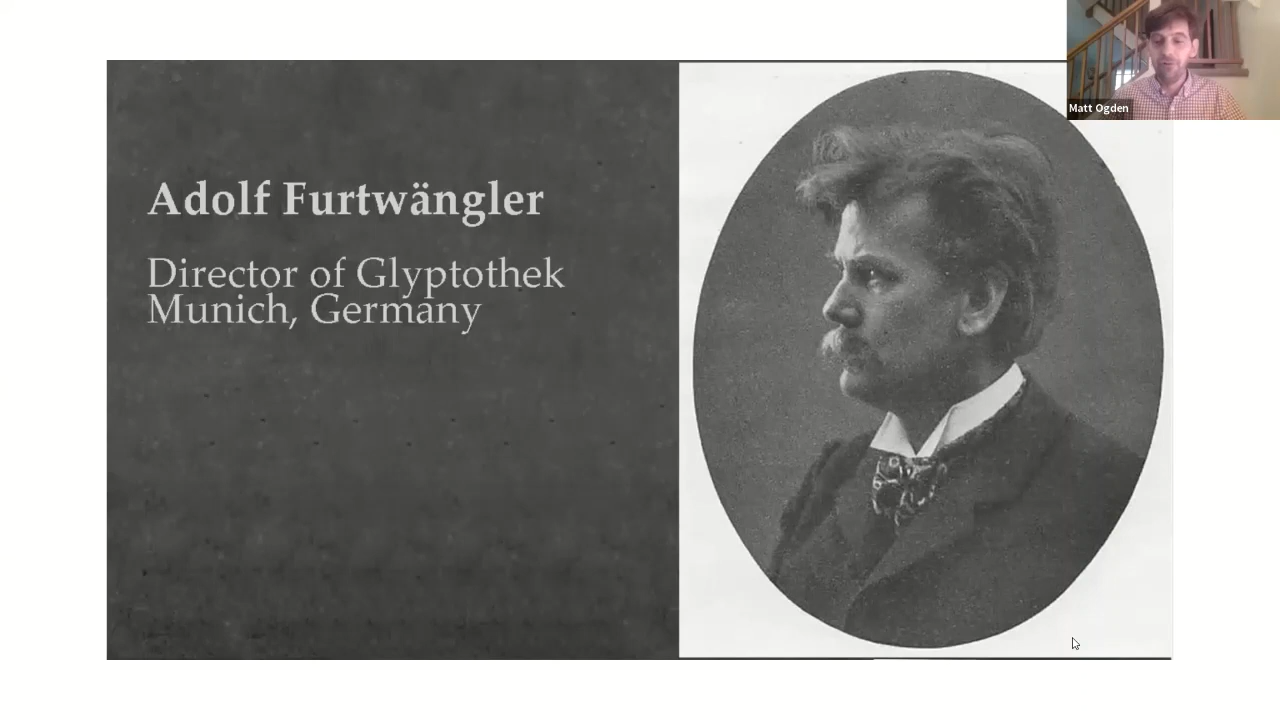 Adolf Furtwängler
Director of Glyptothek
Munich, Germany
Matt Ogden